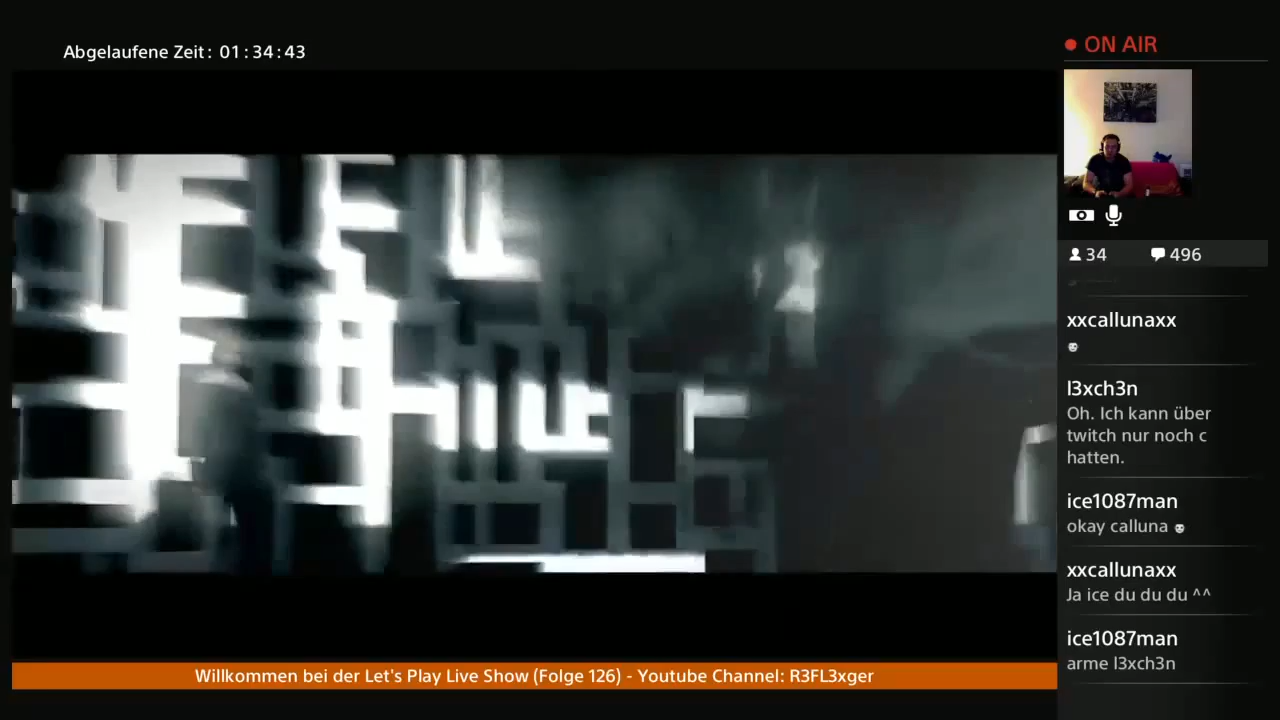 Abgelaufene Zeit: 01:34:43
ON AIR
34 496
xxcallunaxx
l3xch3n
Oh. Ich kann über
twitch nur noch c
hatten.
ice1087man
okay calluna
xxcallunaxx
Ja ice du du du ^^
ice1087man
arme l3xch3n
Willkommen bei der Let's Play Live Show (Folge 126) - Youtube Channel: R3FL3xger